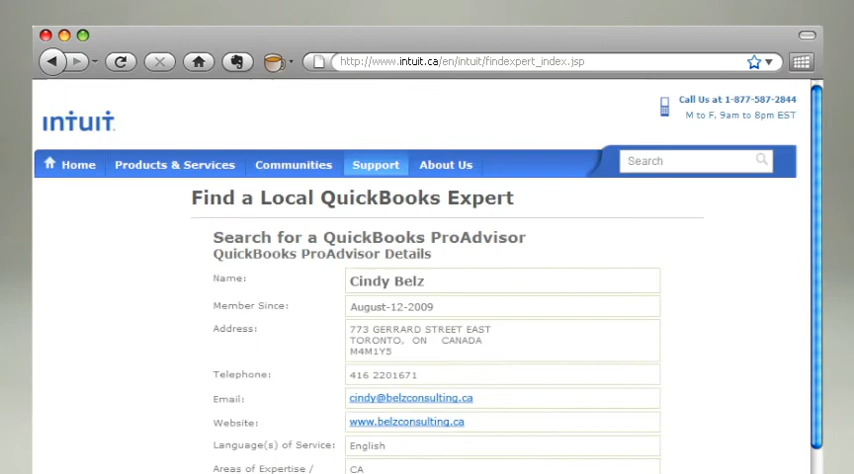 http://www.intuit.ca/en/intuit/findexpert_index.jsp
Call Us at 1-877-587-2844
M to F, 9am to 8pm EST
intuit.
Home Products & Services Communities Support About Us Search
Find a Local QuickBooks Expert
Search for a QuickBooks ProAdvisor
QuickBooks ProAdvisor Details
Name: Cindy Belz
Member Since: August-12-2009
Address: 773 GERRARD STREET EAST
TORONTO, ON CANADA
M4M1Y5
Telephone: 416 2201671
Email: cindy@belzconsulting.ca
Website: www.belzconsulting.ca
Language(s) of Service: English
Areas of Expertise / CA